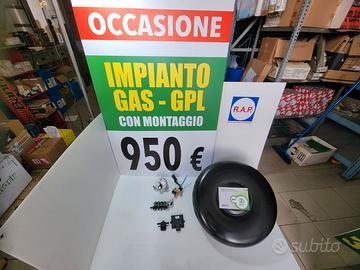 OCCASIONE
IMPIANTO
GAS - GPL
CON MONTAGGIO
950 €
R.A.P.
subito